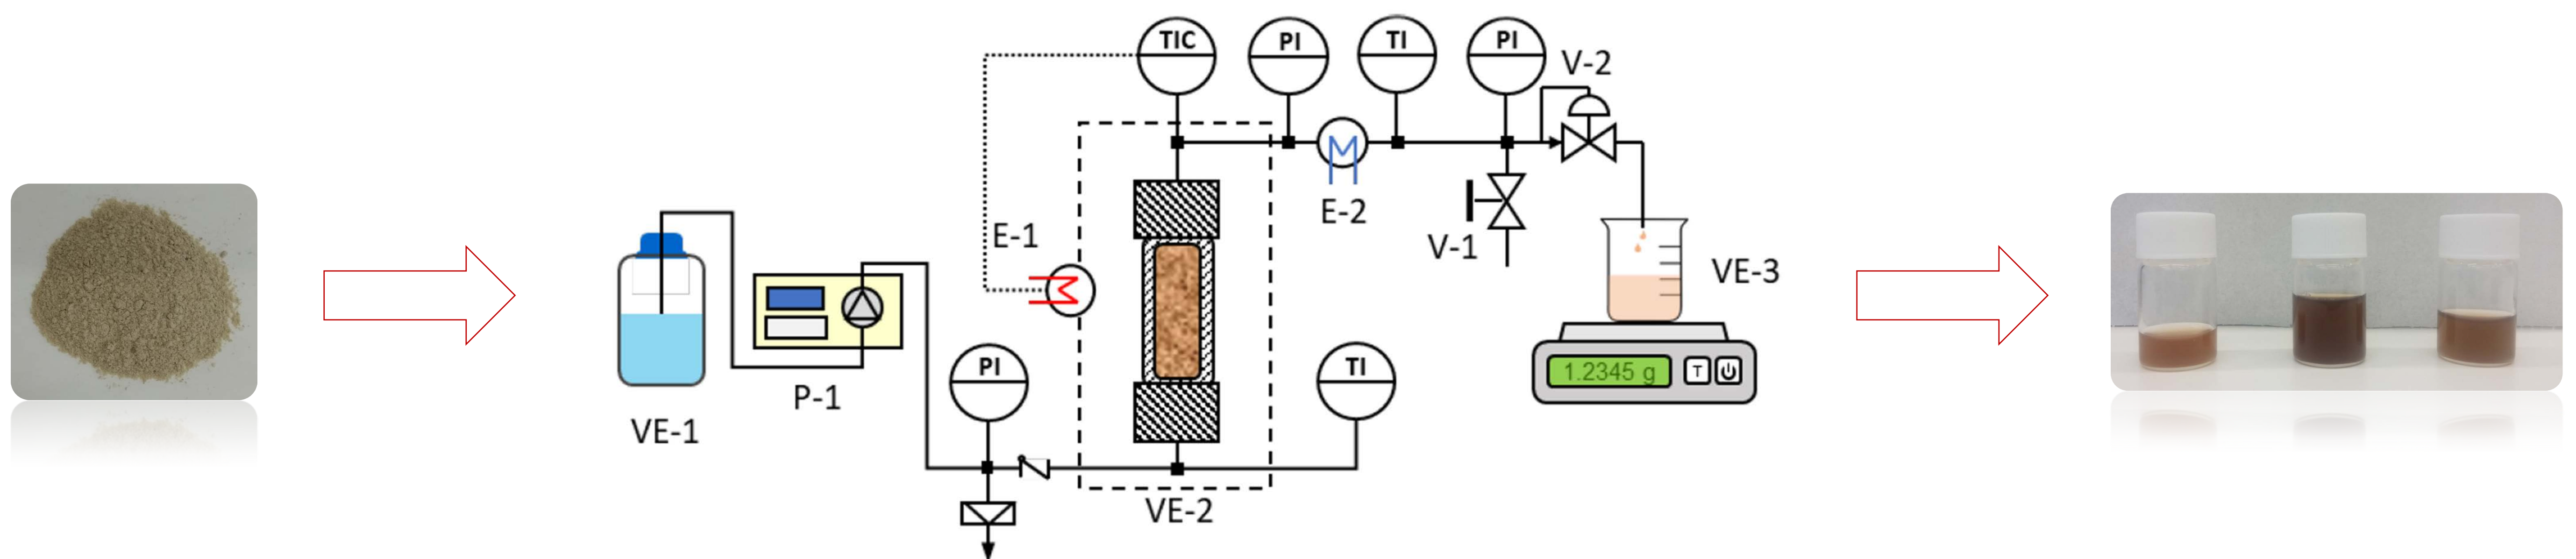 TIC
PI
TI
PI
V-2
E-1
E-2
V-1
VE-3
1.2345 g
T
P-1
PI
TI
VE-1
VE-2